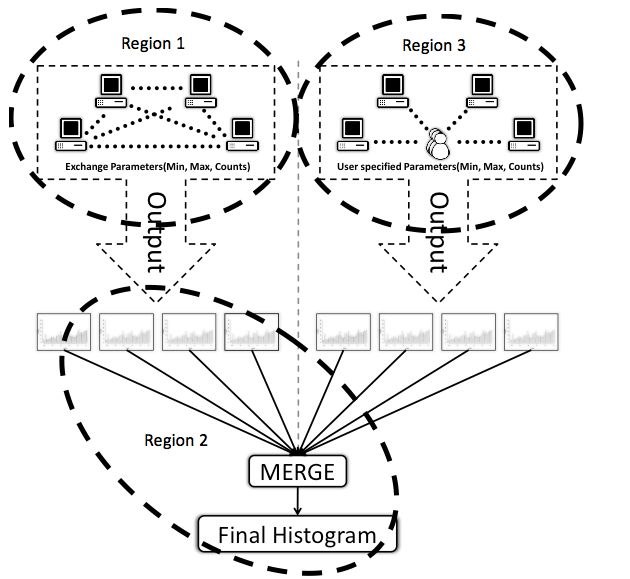 Region 1
Region 3
Exchange Parameters(Min, Max, Counts)
User specified Parameters(Min, Max, Counts)
Output
Output
Region 2
MERGE
Final Histogram